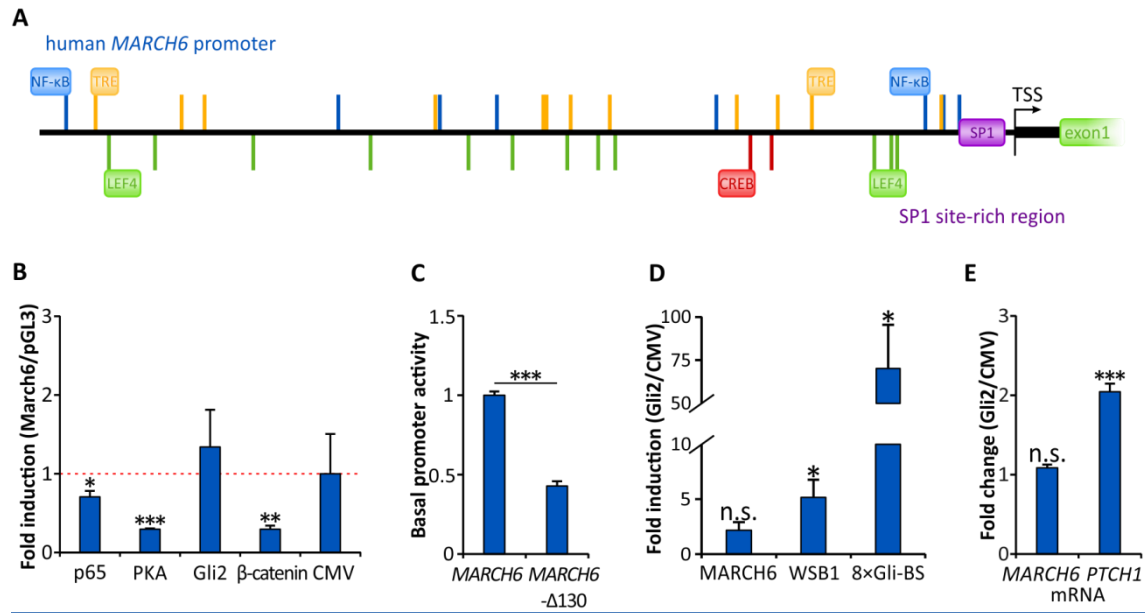 A
human MARCH6 promoter
NF-κB
TRE
TRE
NF-κB
TSS
SP1
exon1
LEF4
CREB
LEF4
SP1 site-rich region
B
Fold induction (March6/pGL3)
3
2
1
0
*
***
**
p65 PKA Gli2 β-catenin CMV
C
Basal promoter activity
1.5
1
0.5
0
***
MARCH6 MARCH6
-Δ130
D
Fold induction (Gli2/CMV)
100
75
50
10
5
0
n.s.
*
*
MARCH6 WSB1 8×Gli-BS
E
Fold change (Gli2/CMV)
3
2
1
0
n.s.
***
MARCH6 PTCH1
mRNA